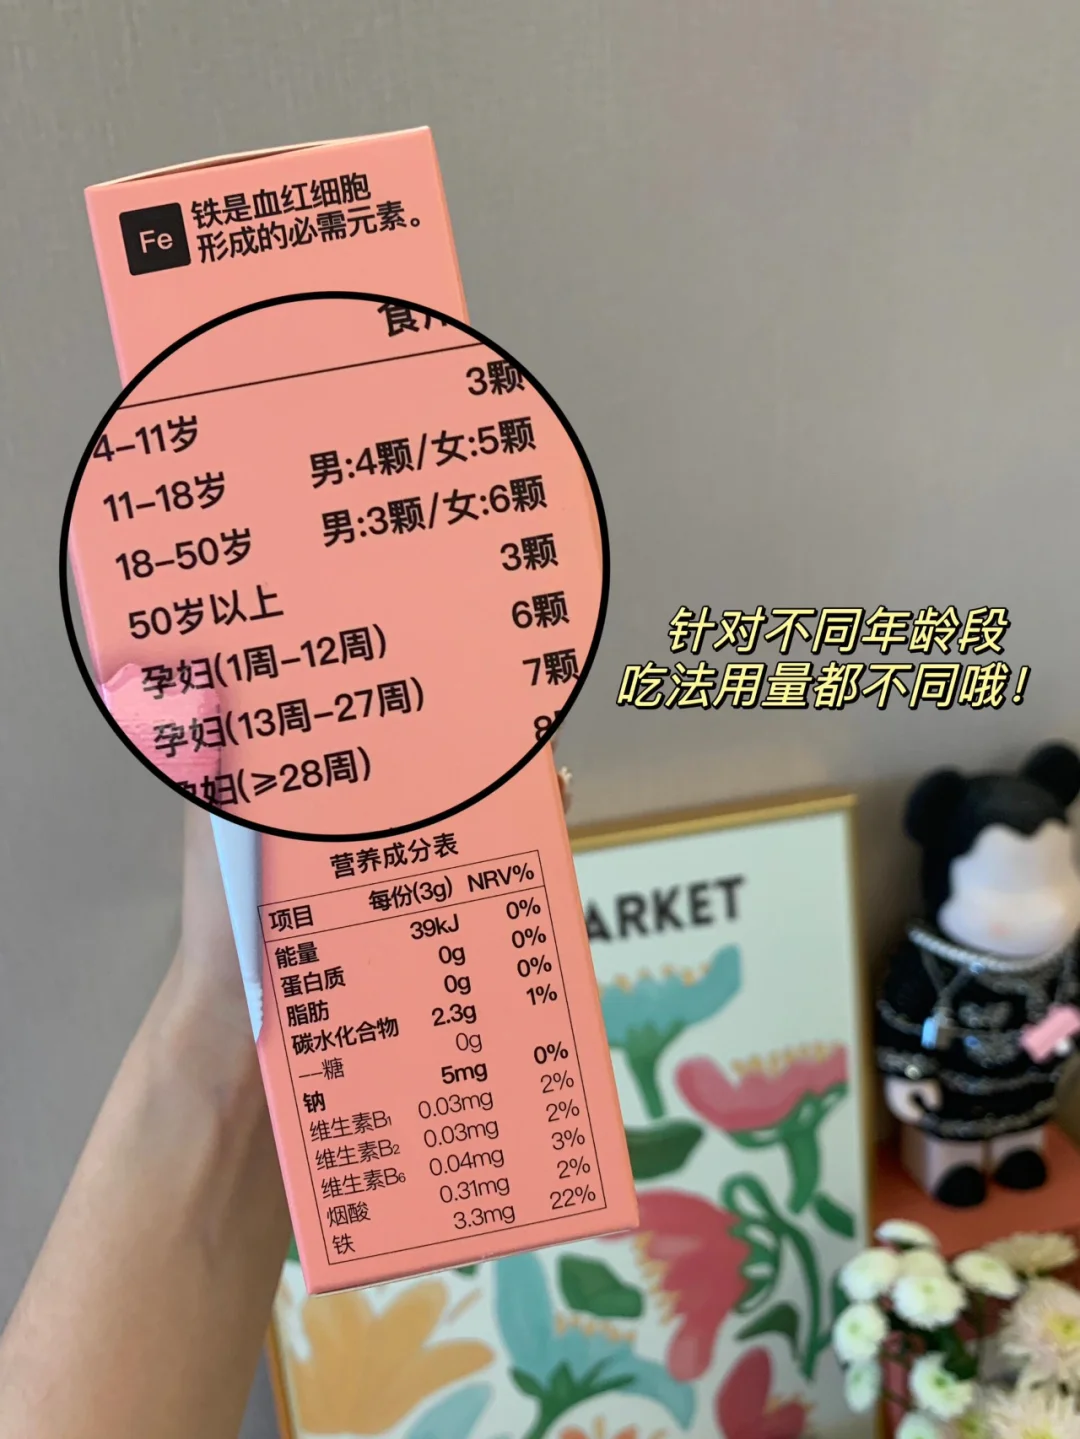 Fe
铁是血红细胞
形成的必需元素。
食
4-11岁 3颗
11-18岁 男:4颗/女:5颗
18-50岁 男:3颗/女:6颗
50岁以上 3颗
孕妇(1周-12周) 6颗
孕妇(13周-27周) 7颗
孕妇(≥28周) 8
针对不同年龄段
吃法用量都不同哦!
营养成分表
项目 每份(3g) NRV%
能量 39kJ 0%
蛋白质 0g 0%
脂肪 0g 0%
碳水化合物 2.3g 1%
—糖 0g
钠 5mg 0%
维生素B₁ 0.03mg 2%
维生素B₂ 0.03mg 2%
维生素B₆ 0.04mg 3%
烟酸 0.31mg 2%
铁 3.3mg 22%
ARKET